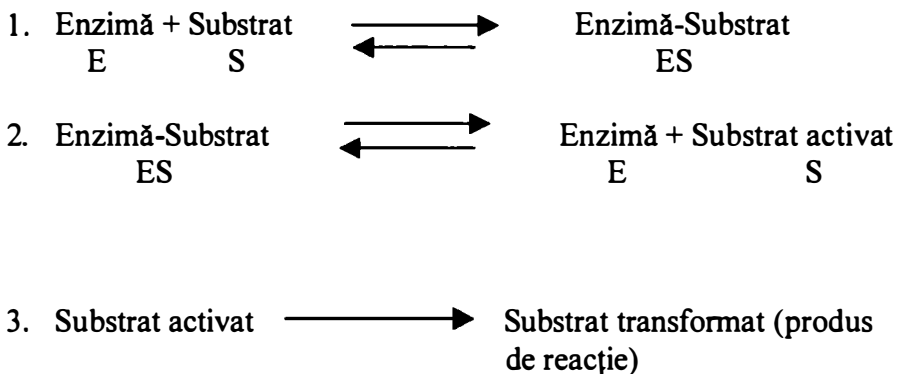 1. Enzimă + Substrat Enzimă-Substrat
E S ES
2. Enzimă-Substrat Enzimă + Substrat activat
ES E S
3. Substrat activat Substrat transformat (produs
de reacție)